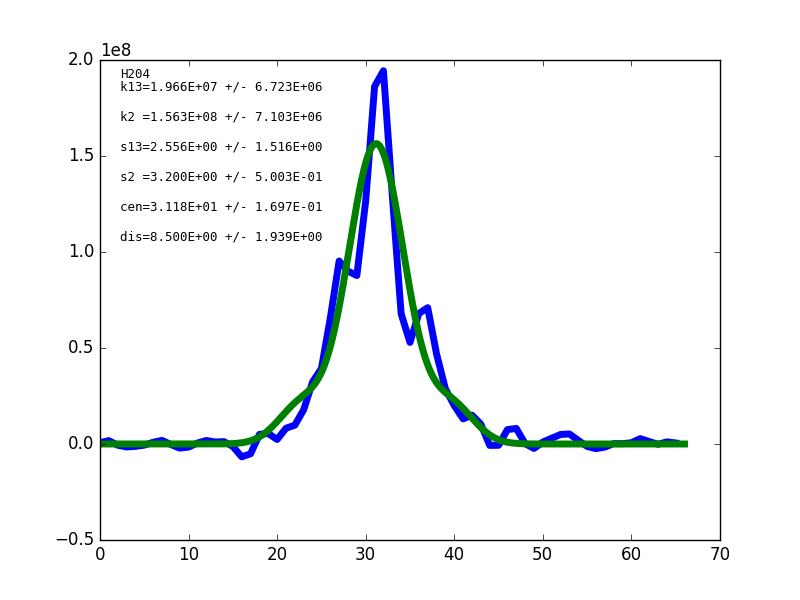 1e8
2.0
H204
k13=1.966E+07 +/- 6.723E+06
k2 =1.563E+08 +/- 7.103E+06
1.5
s13=2.556E+00 +/- 1.516E+00
s2 =3.200E+00 +/- 5.003E-01
cen=3.118E+01 +/- 1.697E-01
dis=8.500E+00 +/- 1.939E+00
1.0
0.5
0.0
−0.5
0 10 20 30 40 50 60 70